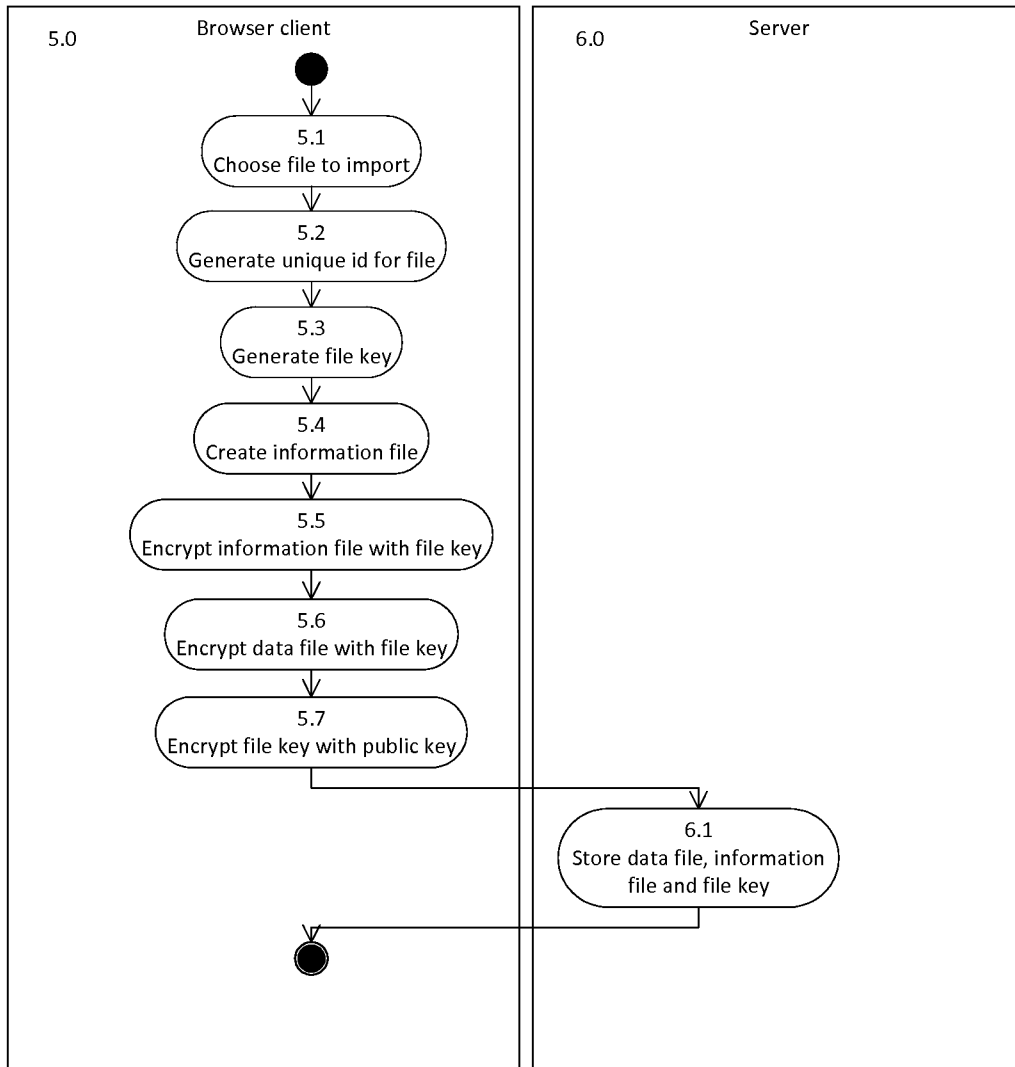 5.0
Browser client
6.0
Server
5.1
Choose file to import
5.2
Generate unique id for file
5.3
Generate file key
5.4
Create information file
5.5
Encrypt information file with file key
5.6
Encrypt data file with file key
5.7
Encrypt file key with public key
6.1
Store data file, information
file and file key